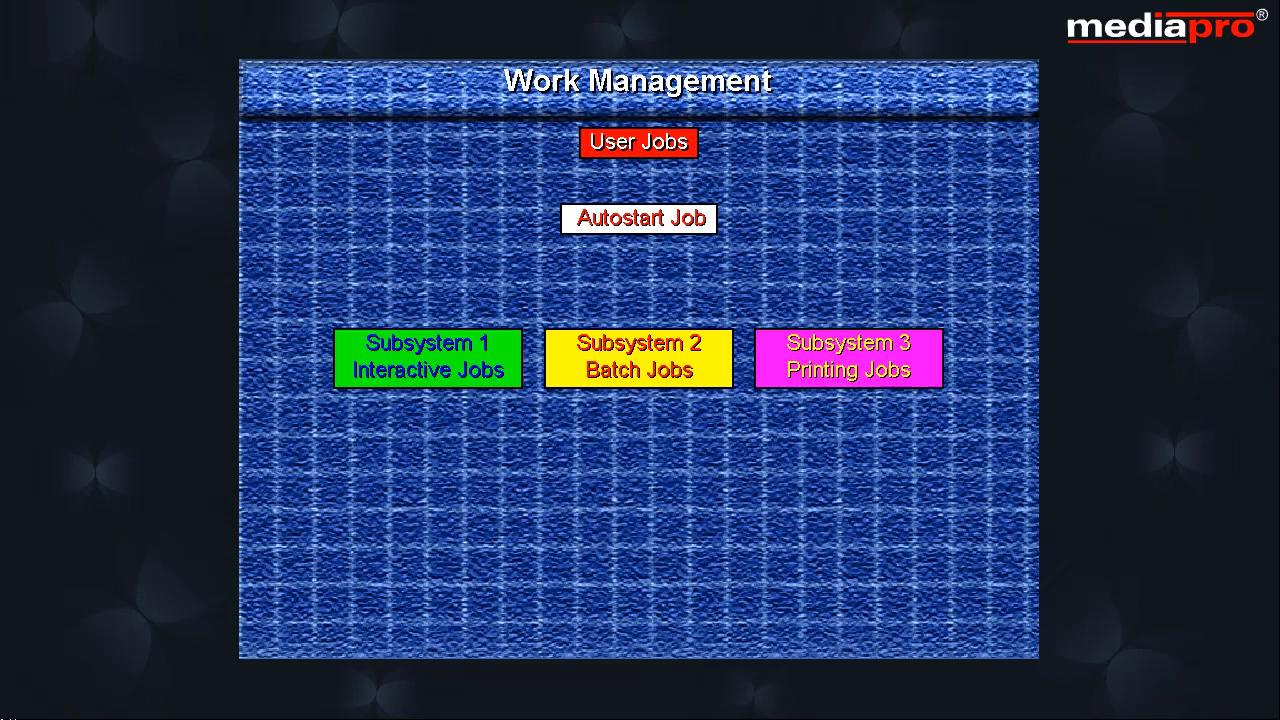 mediapro®
Work Management
User Jobs
Autostart Job
Subsystem 1
Interactive Jobs
Subsystem 2
Batch Jobs
Subsystem 3
Printing Jobs